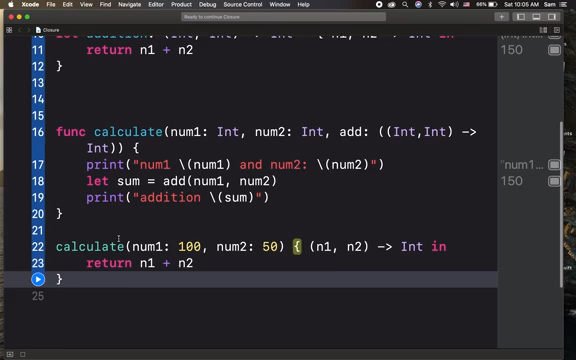 Xcode File Edit View Find Navigate Editor Product Debug Source Control Window Help 66% Sat 10:05 AM Sam
Ready to continue Closure
Closure
11 return n1 + n2 150
12 }
13
14
15
16 func calculate(num1: Int, num2: Int, add: ((Int,Int) ->
Int)) {
17 print("num1 \(num1) and num2: \(num2)") "num1...
18 let sum = add(num1, num2) 150
19 print("addition \(sum)")
20 }
21
22 calculate(num1: 100, num2: 50) { (n1, n2) -> Int in
23 return n1 + n2
}
25